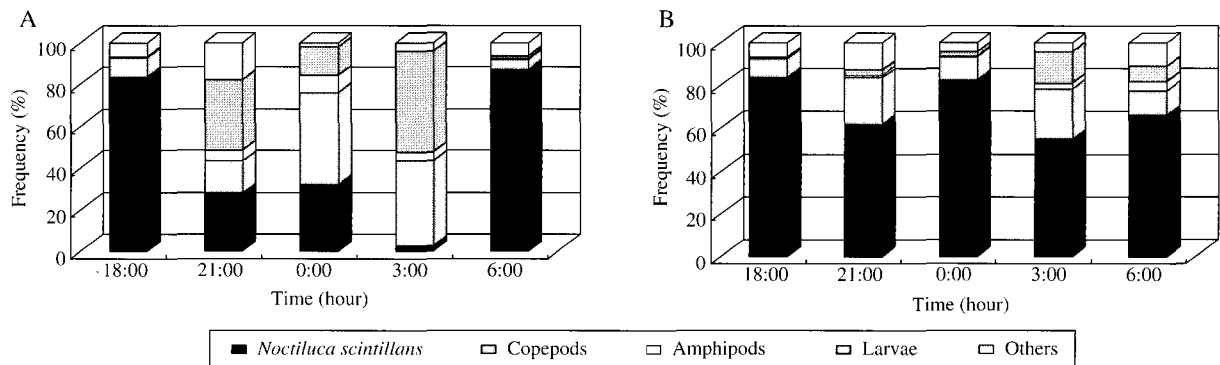 A
B
Frequency (%)
100
80
60
40
20
0
18:00 21:00 0:00 3:00 6:00
Time (hour)
Frequency (%)
100
80
60
40
20
0
18:00 21:00 0:00 3:00 6:00
Time (hour)
Noctiluca scintillans Copepods Amphipods Larvae Others